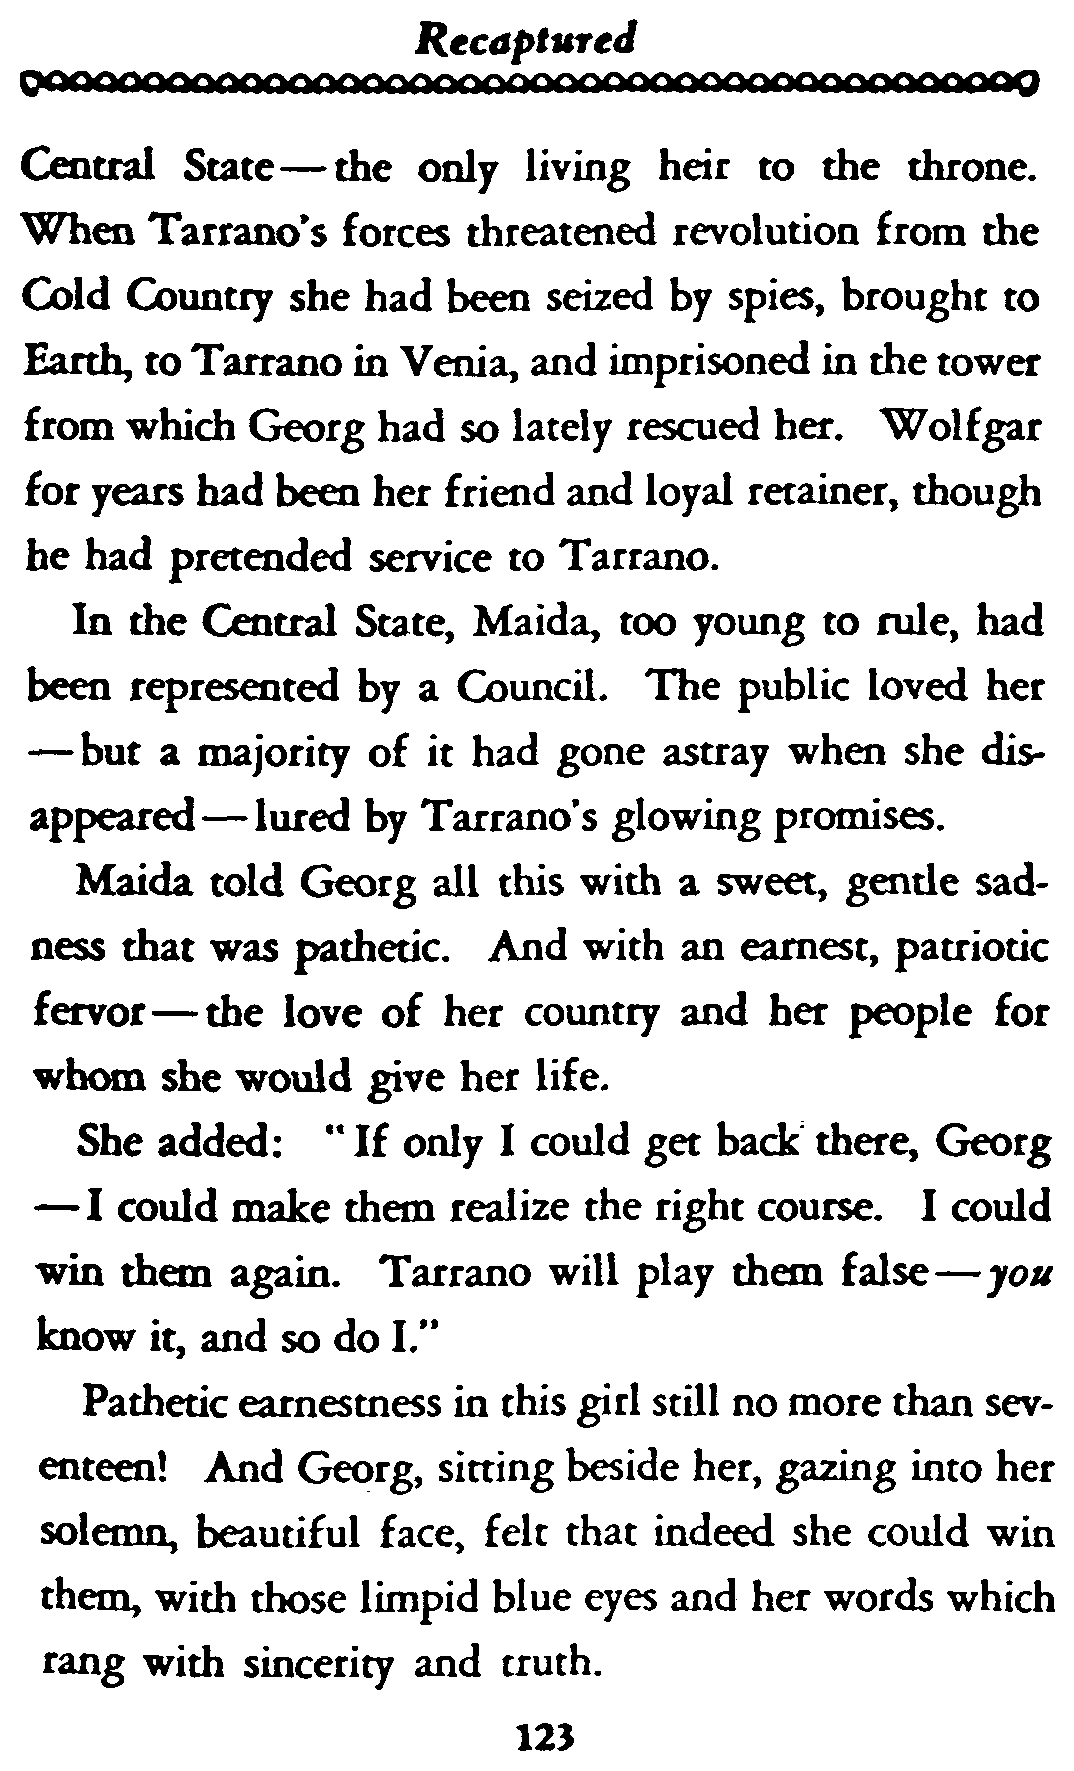 Recaptured
Central State—the only living heir to the throne.
When Tarrano's forces threatened revolution from the
Cold Country she had been seized by spies, brought to
Earth, to Tarrano in Venia, and imprisoned in the tower
from which Georg had so lately rescued her. Wolfgar
for years had been her friend and loyal retainer, though
he had pretended service to Tarrano.
In the Central State, Maida, too young to rule, had
been represented by a Council. The public loved her
—but a majority of it had gone astray when she dis-
appeared—lured by Tarrano's glowing promises.
Maida told Georg all this with a sweet, gentle sad-
ness that was pathetic. And with an earnest, patriotic
fervor—the love of her country and her people for
whom she would give her life.
She added: "If only I could get back there, Georg
—I could make them realize the right course. I could
win them again. Tarrano will play them false—you
know it, and so do I."
Pathetic earnestness in this girl still no more than sev-
enteen! And Georg, sitting beside her, gazing into her
solemn, beautiful face, felt that indeed she could win
them, with those limpid blue eyes and her words which
rang with sincerity and truth.
123